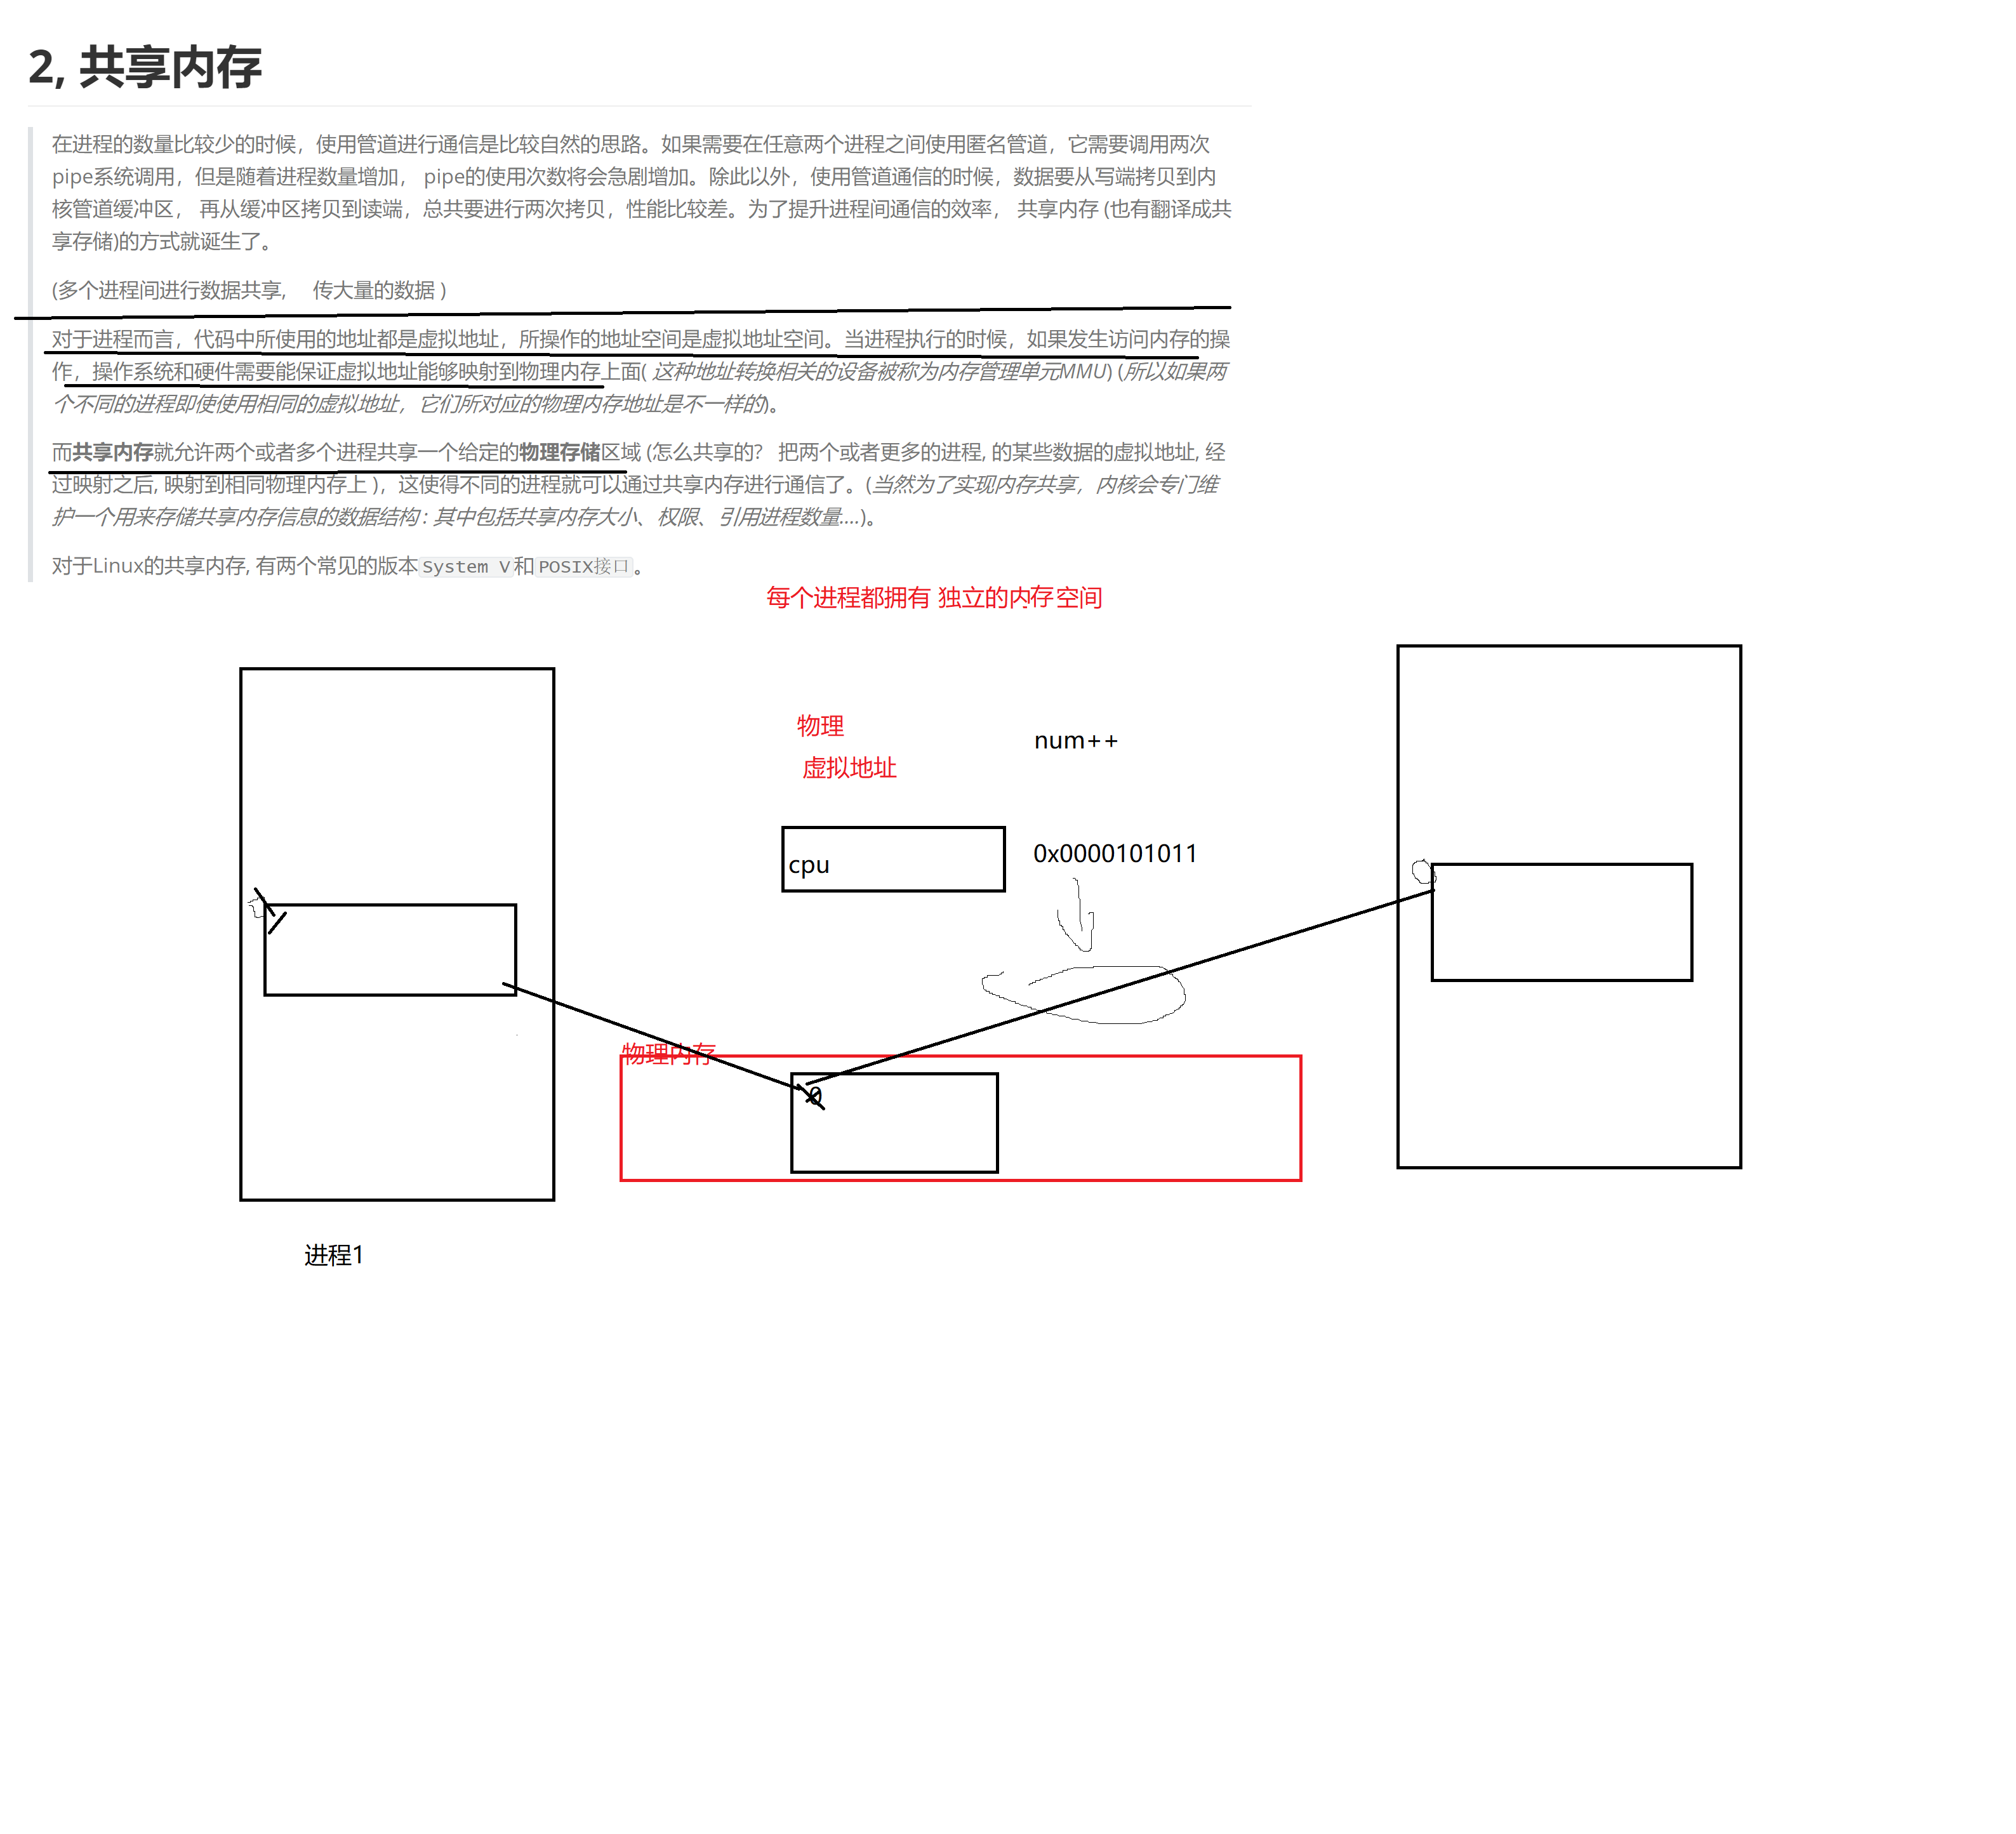 2, 共享内存
在进程的数量比较少的时候，使用管道进行通信是比较自然的思路。如果需要在任意两个进程之间使用匿名管道，它需要调用两次
pipe系统调用，但是随着进程数量增加， pipe的使用次数将会急剧增加。除此以外，使用管道通信的时候，数据要从写端拷贝到内
核管道缓冲区， 再从缓冲区拷贝到读端，总共要进行两次拷贝，性能比较差。为了提升进程间通信的效率， 共享内存 (也有翻译成共
享存储)的方式就诞生了。
(多个进程间进行数据共享, 传大量的数据 )
对于进程而言，代码中所使用的地址都是虚拟地址，所操作的地址空间是虚拟地址空间。当进程执行的时候，如果发生访问内存的操
作，操作系统和硬件需要能保证虚拟地址能够映射到物理内存上面( 这种地址转换相关的设备被称为内存管理单元MMU) (所以如果两
个不同的进程即使使用相同的虚拟地址，它们所对应的物理内存地址是不一样的)。
而共享内存就允许两个或者多个进程共享一个给定的物理存储区域 (怎么共享的? 把两个或者更多的进程, 的某些数据的虚拟地址, 经
过映射之后, 映射到相同物理内存上 )，这使得不同的进程就可以通过共享内存进行通信了。(当然为了实现内存共享，内核会专门维
护一个用来存储共享内存信息的数据结构 : 其中包括共享内存大小、权限、引用进程数量....)。
对于Linux的共享内存, 有两个常见的版本System V和POSIX接口。
每个进程都拥有 独立的内存空间
物理
num++
虚拟地址
cpu
0x0000101011
物理内存
0
进程1